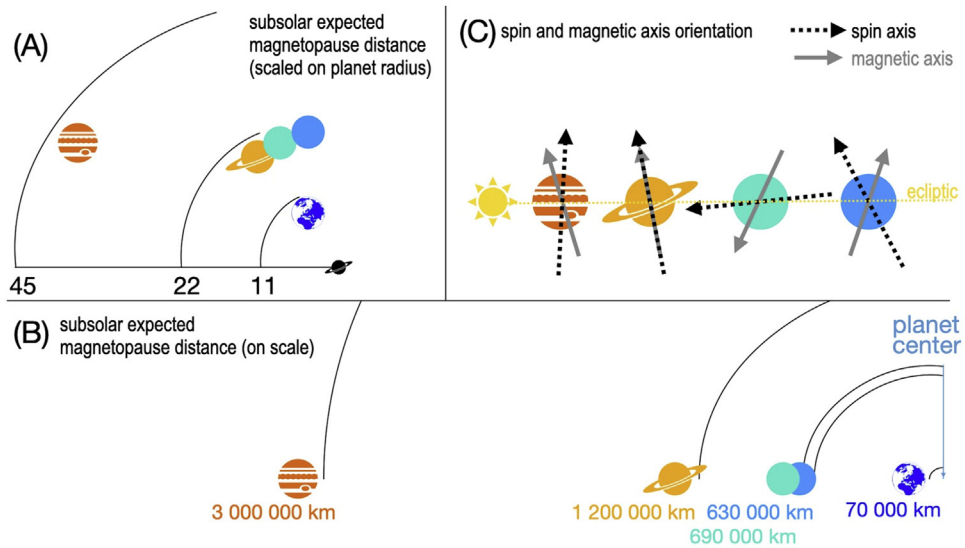 (A)
subsolar expected
magnetopause distance
(scaled on planet radius)
45
22
11
(C) spin and magnetic axis orientation
spin axis
magnetic axis
ecliptic
(B) subsolar expected
magnetopause distance (on scale)
planet
center
3 000 000 km
1 200 000 km
630 000 km
70 000 km
690 000 km